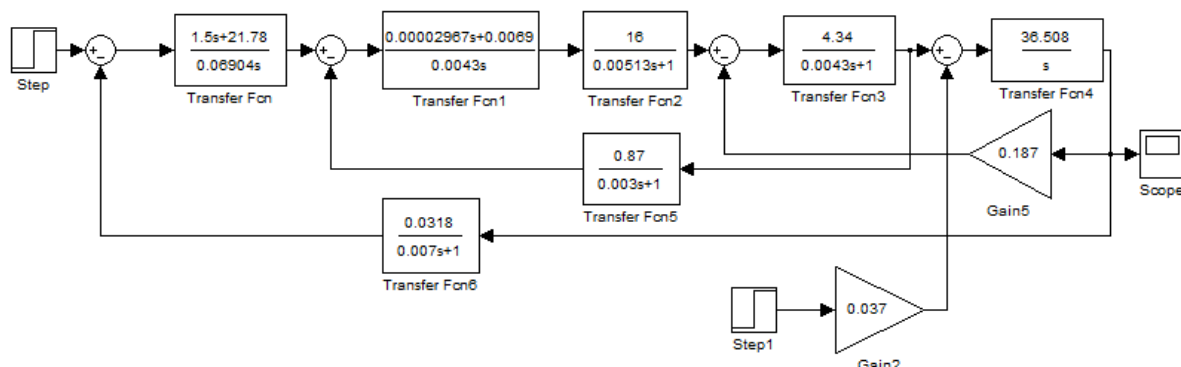 Step
+
−
1.5s+21.78
0.06904s
Transfer Fcn
+
−
0.00002967s+0.0069
0.0043s
Transfer Fcn1
16
0.00513s+1
Transfer Fcn2
+
−
4.34
0.0043s+1
Transfer Fcn3
+
−
36.508
s
Transfer Fcn4
0.187
Gain5
Scope
0.87
0.003s+1
Transfer Fcn5
0.0318
0.007s+1
Transfer Fcn6
Step1
0.037
Gain2